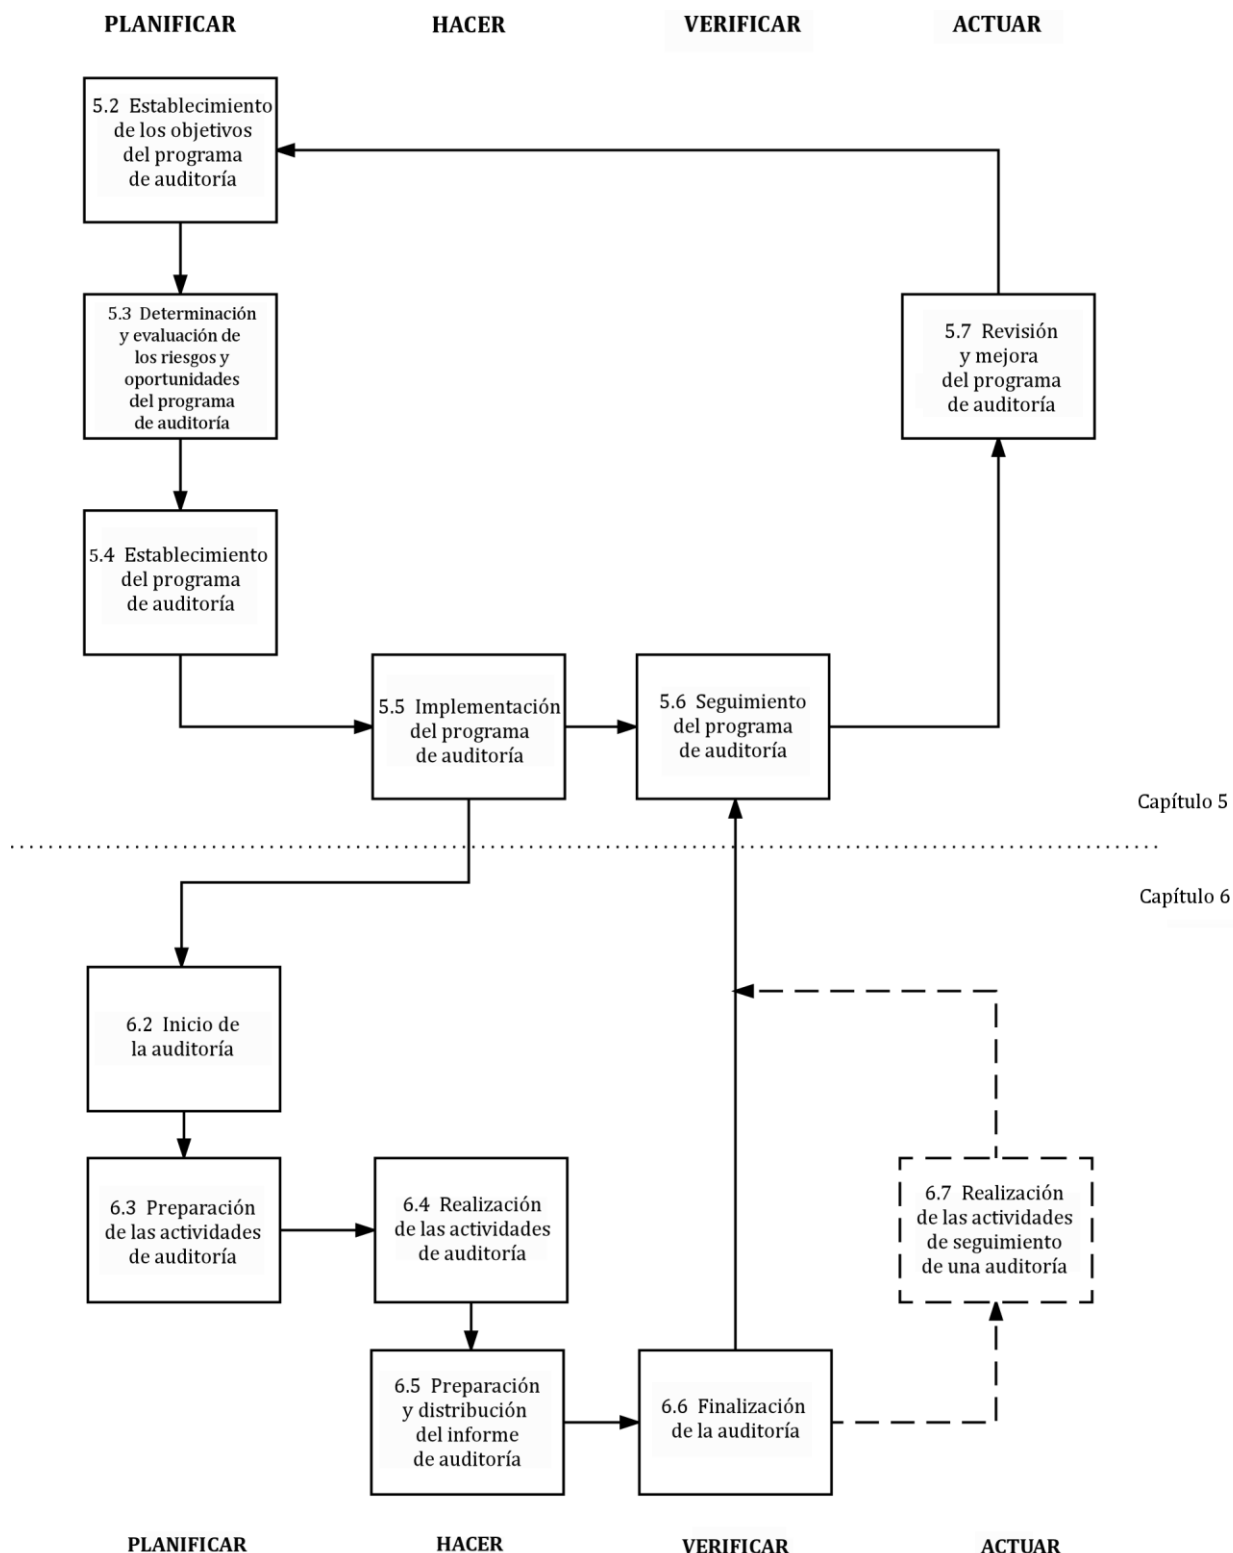 PLANIFICAR
HACER
VERIFICAR
ACTUAR
5.2 Establecimiento
de los objetivos
del programa
de auditoría
5.3 Determinación
y evaluación de
los riesgos y
oportunidades
del programa
de auditoría
5.7 Revisión
y mejora
del programa
de auditoría
5.4 Establecimiento
del programa
de auditoría
5.5 Implementación
del programa
de auditoría
5.6 Seguimiento
del programa
de auditoría
Capítulo 5
Capítulo 6
6.2 Inicio de
la auditoría
6.3 Preparación
de las actividades
de auditoría
6.4 Realización
de las actividades
de auditoría
6.7 Realización
de las actividades
de seguimiento
de una auditoría
6.5 Preparación
y distribución
del informe
de auditoría
6.6 Finalización
de la auditoría
PLANIFICAR
HACER
VERIFICAR
ACTUAR